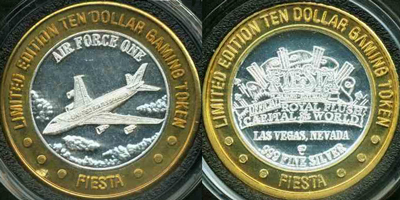 LIMITED EDITION TEN DOLLAR GAMING TOKEN
AIR FORCE ONE
FIESTA
LIMITED EDITION TEN DOLLAR GAMING TOKEN
FIESTA
ROYAL FLUSH
CAPITAL OF THE WORLD
LAS VEGAS, NEVADA
.999 FINE SILVER
FIESTA